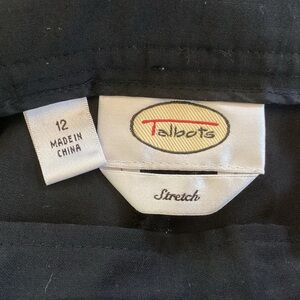 12
MADE IN
CHINA
Talbots
Stretch